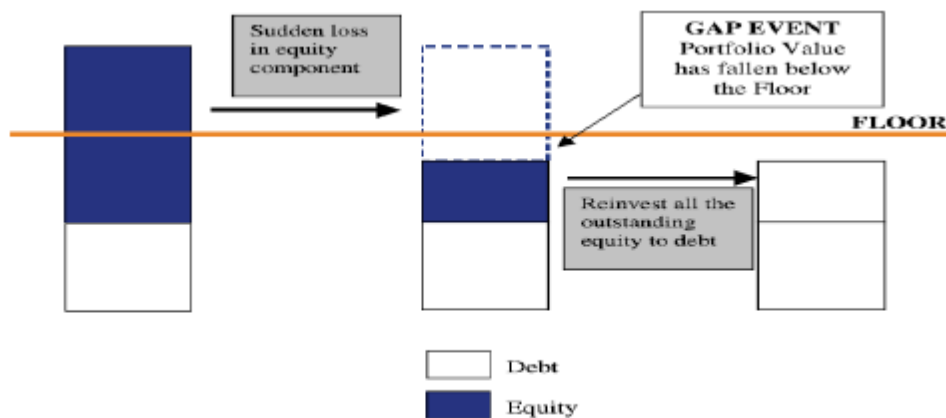 Sudden loss
in equity
component
GAP EVENT
Portfolio Value
has fallen below
the Floor
FLOOR
Reinvest all the
outstanding
equity to debt
Debt
Equity